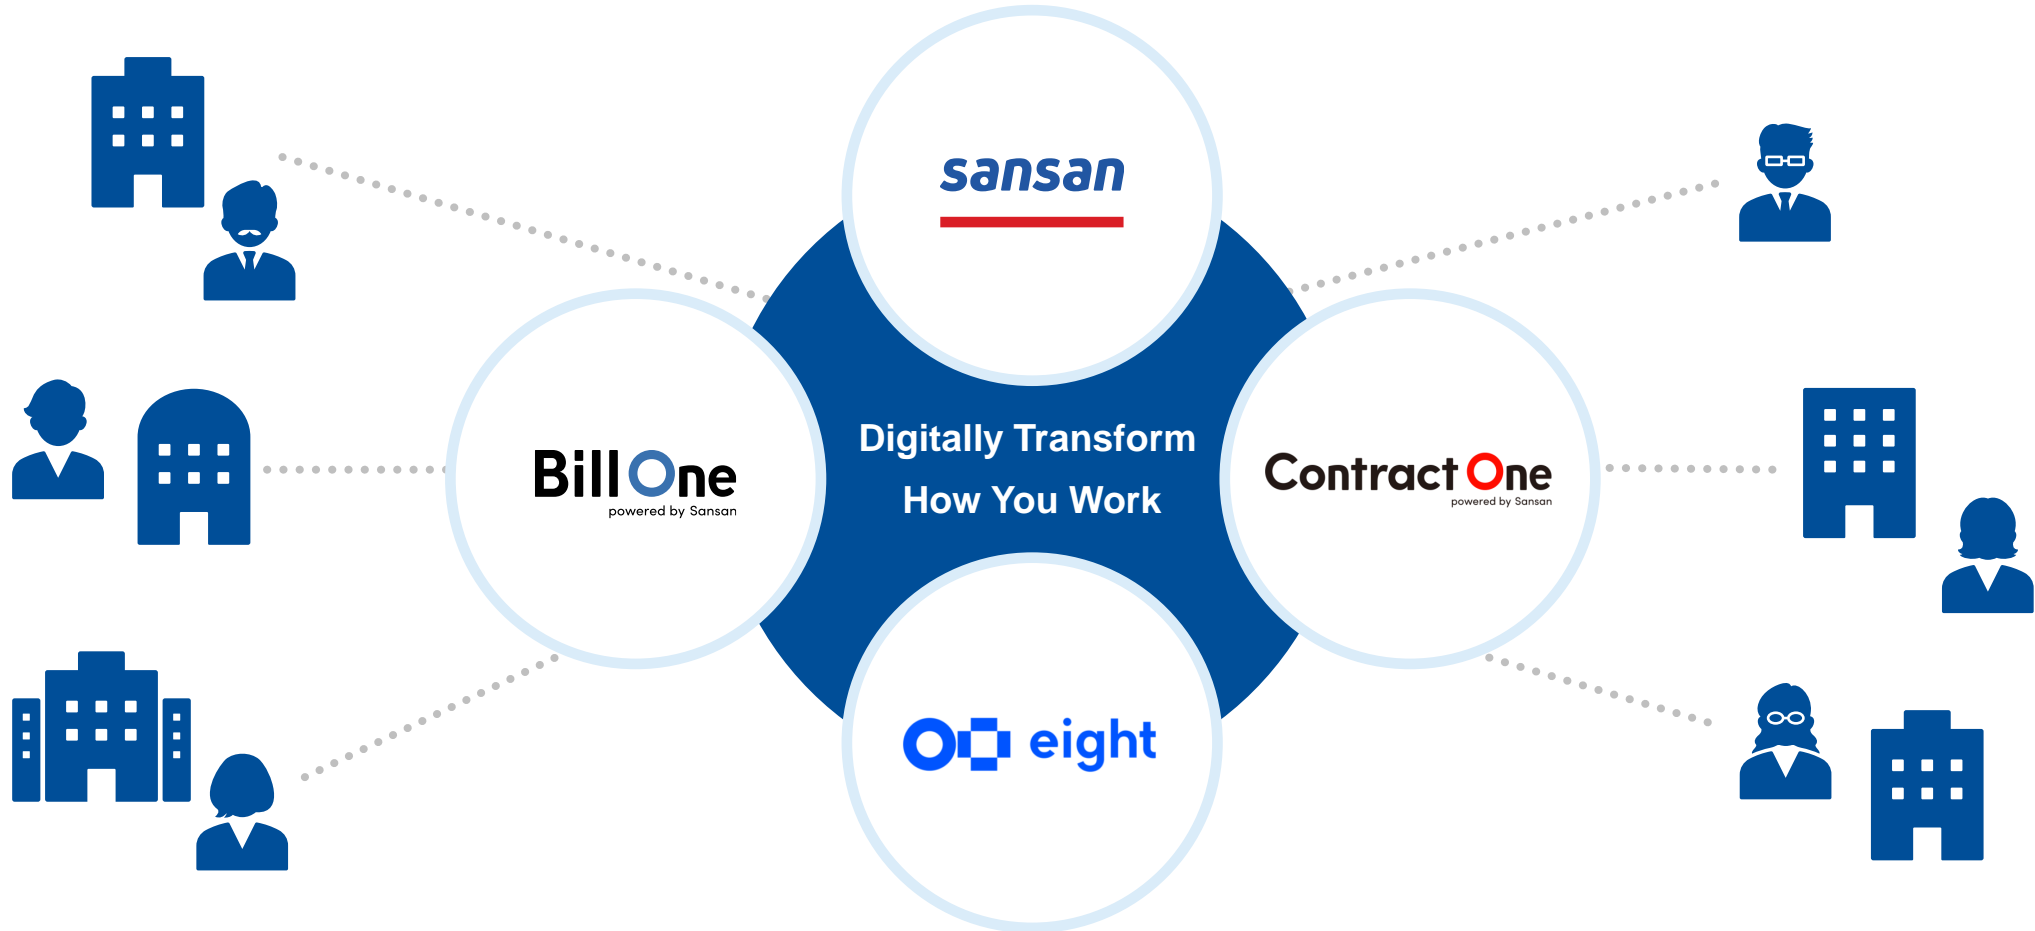 sansan
Digitally Transform
How You Work
Bill One
powered by Sansan
Contract One
powered by Sansan
eight